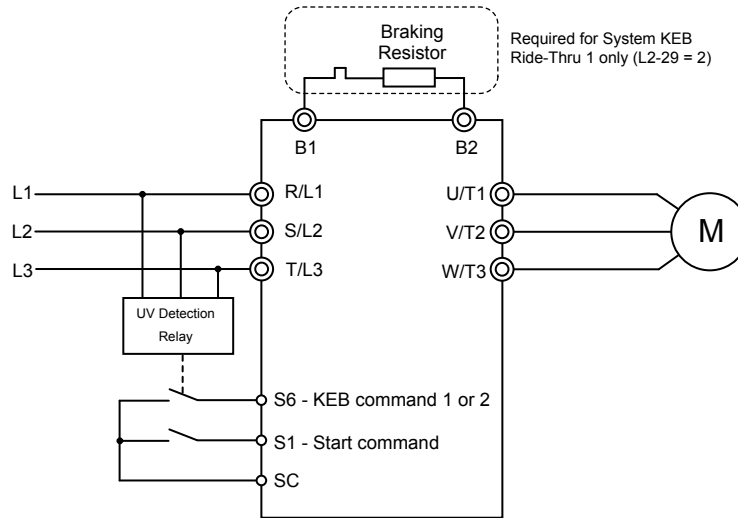 Braking
Resistor
Required for System KEB
Ride-Thru 1 only (L2-29 = 2)
B1
B2
L1
R/L1
U/T1
L2
S/L2
V/T2
M
L3
T/L3
W/T3
UV Detection
Relay
S6 - KEB command 1 or 2
S1 - Start command
SC